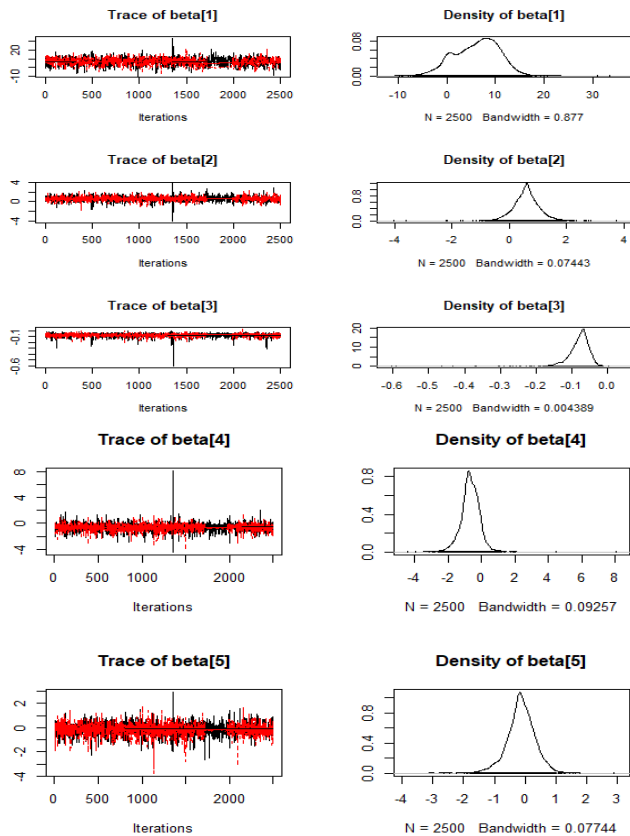 Trace of beta[1]
Density of beta[1]
-10 20
0 500 1000 1500 2000 2500
Iterations
0.00 0.08
-10 0 10 20 30
N = 2500 Bandwidth = 0.877
Trace of beta[2]
Density of beta[2]
-4 0 4
0 500 1000 1500 2000 2500
Iterations
0.0 0.8
-4 -2 0 2 4
N = 2500 Bandwidth = 0.07443
Trace of beta[3]
Density of beta[3]
-0.6 -0.1
0 500 1000 1500 2000 2500
Iterations
0 10 20
-0.6 -0.5 -0.4 -0.3 -0.2 -0.1 0.0
N = 2500 Bandwidth = 0.004389
Trace of beta[4]
Density of beta[4]
-4 0 4 8
0 500 1000 2000
Iterations
0.0 0.4 0.8
-4 -2 0 2 4 6 8
N = 2500 Bandwidth = 0.09257
Trace of beta[5]
Density of beta[5]
-4 -2 0 2
0 500 1000 2000
Iterations
0.0 0.4 0.8
-4 -3 -2 -1 0 1 2 3
N = 2500 Bandwidth = 0.07744